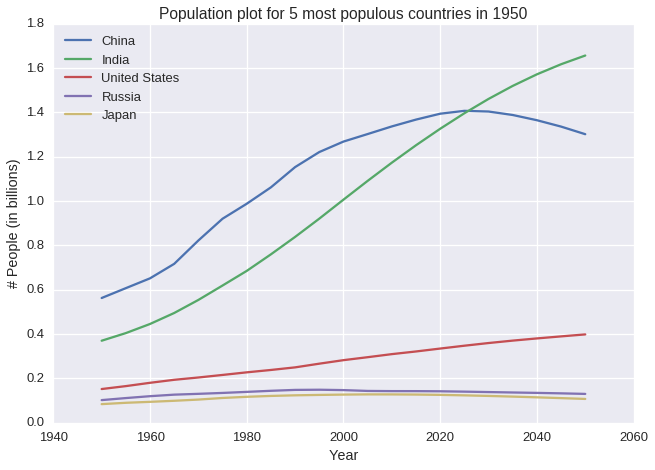 Population plot for 5 most populous countries in 1950
1.8
1.6
1.4
1.2
1.0
0.8
0.6
0.4
0.2
0.0
# People (in billions)
China
India
United States
Russia
Japan
1940 1960 1980 2000 2020 2040 2060
Year